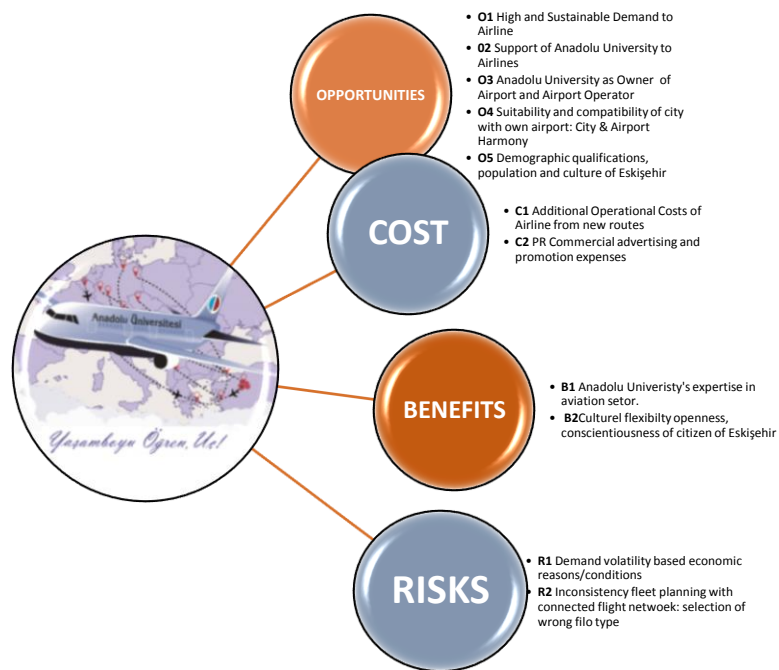 OPPORTUNITIES
• O1 High and Sustainable Demand to
Airline
• 02 Support of Anadolu University to
Airlines
• O3 Anadolu University as Owner of
Airport and Airport Operator
• O4 Suitability and compatibility of city
with own airport: City & Airport
Harmony
• O5 Demographic qualifications,
population and culture of Eskişehir
COST
• C1 Additional Operational Costs of
Airline from new routes
• C2 PR Commercial advertising and
promotion expenses
Anadolu Üniversitesi
Yaşamboyu Öğren, Uç!
BENEFITS
• B1 Anadolu Univeristy's expertise in
aviation setor.
• B2Culturel flexibilty openness,
conscientiousness of citizen of Eskişehir
RISKS
• R1 Demand volatility based economic
reasons/conditions
• R2 Inconsistency fleet planning with
connected flight netwoek: selection of
wrong filo type